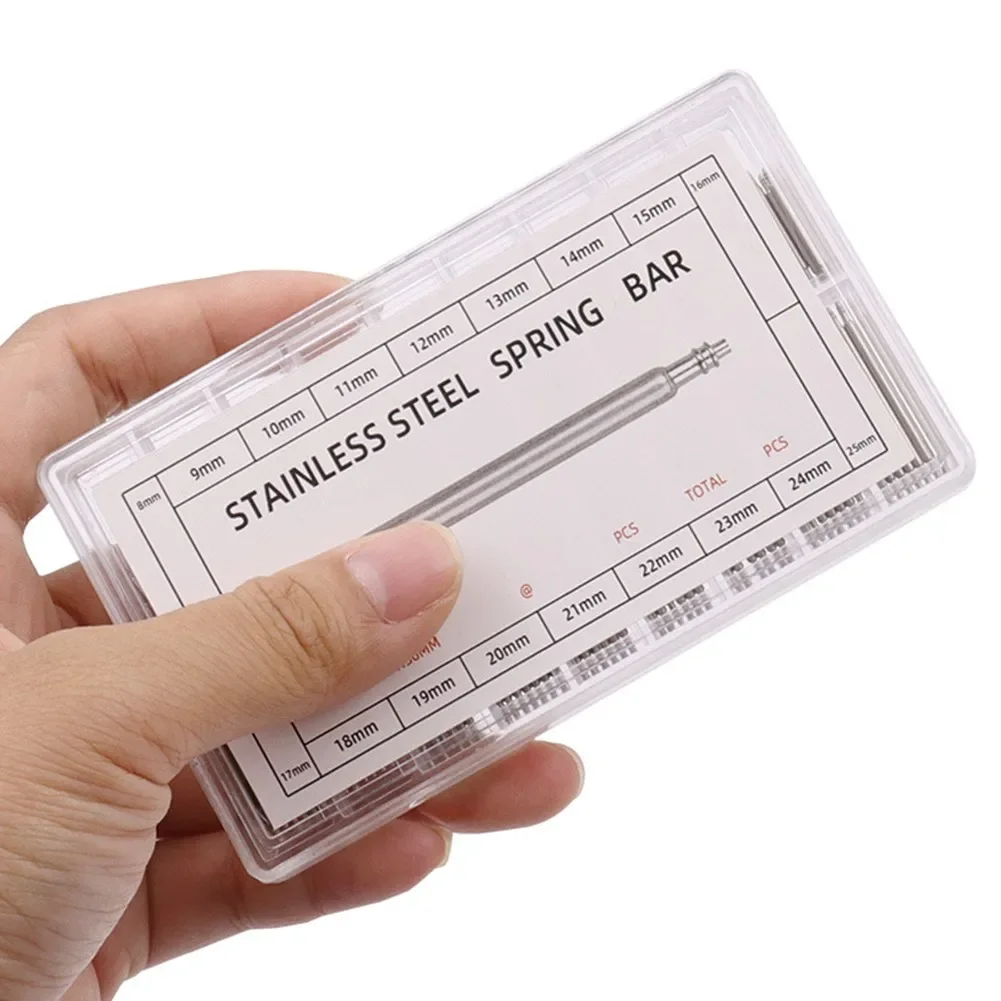 8mm 9mm 10mm 11mm 12mm 13mm 14mm 15mm 16mm
STAINLESS STEEL SPRING BAR
@ PCS TOTAL PCS
17mm 18mm 19mm 20mm 21mm 22mm 23mm 24mm 25mm